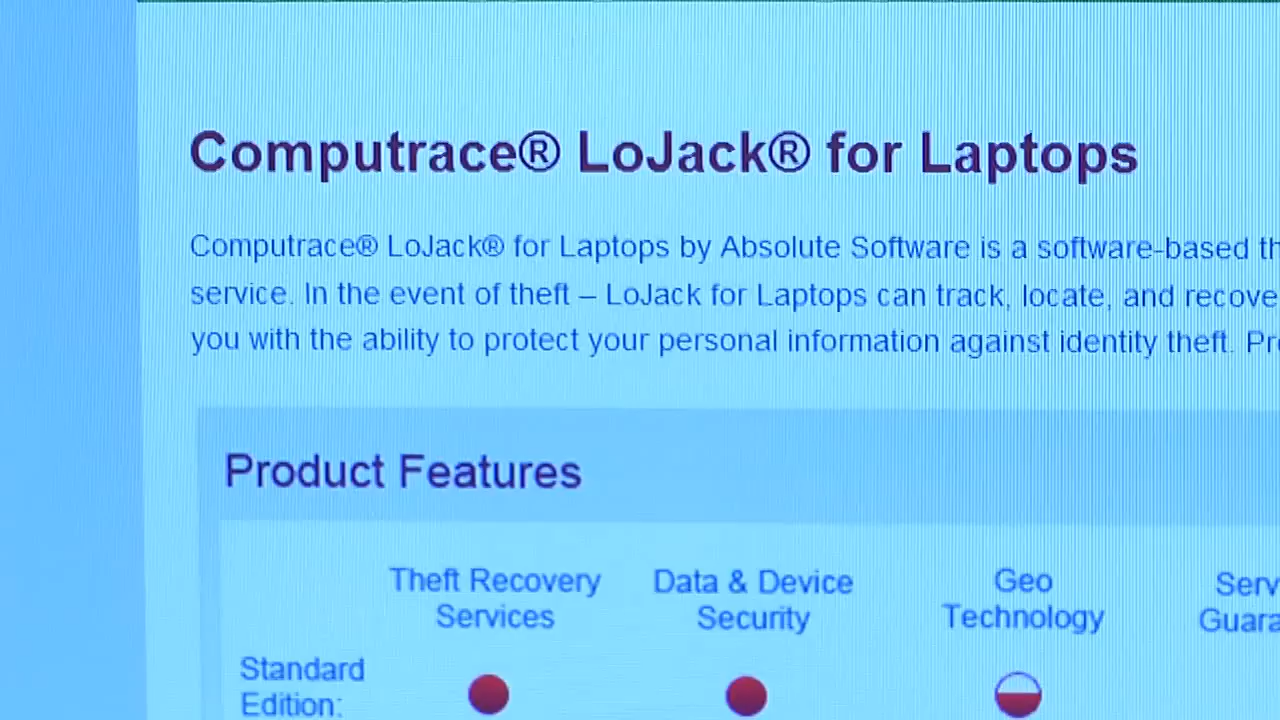 Computrace® LoJack® for Laptops
Computrace® LoJack® for Laptops by Absolute Software is a software-based
service. In the event of theft – LoJack for Laptops can track, locate, and
you with the ability to protect your personal information against identity theft.
Product Features
Theft Recovery Data & Device Geo
Services Security Technology
Standard
Edition: